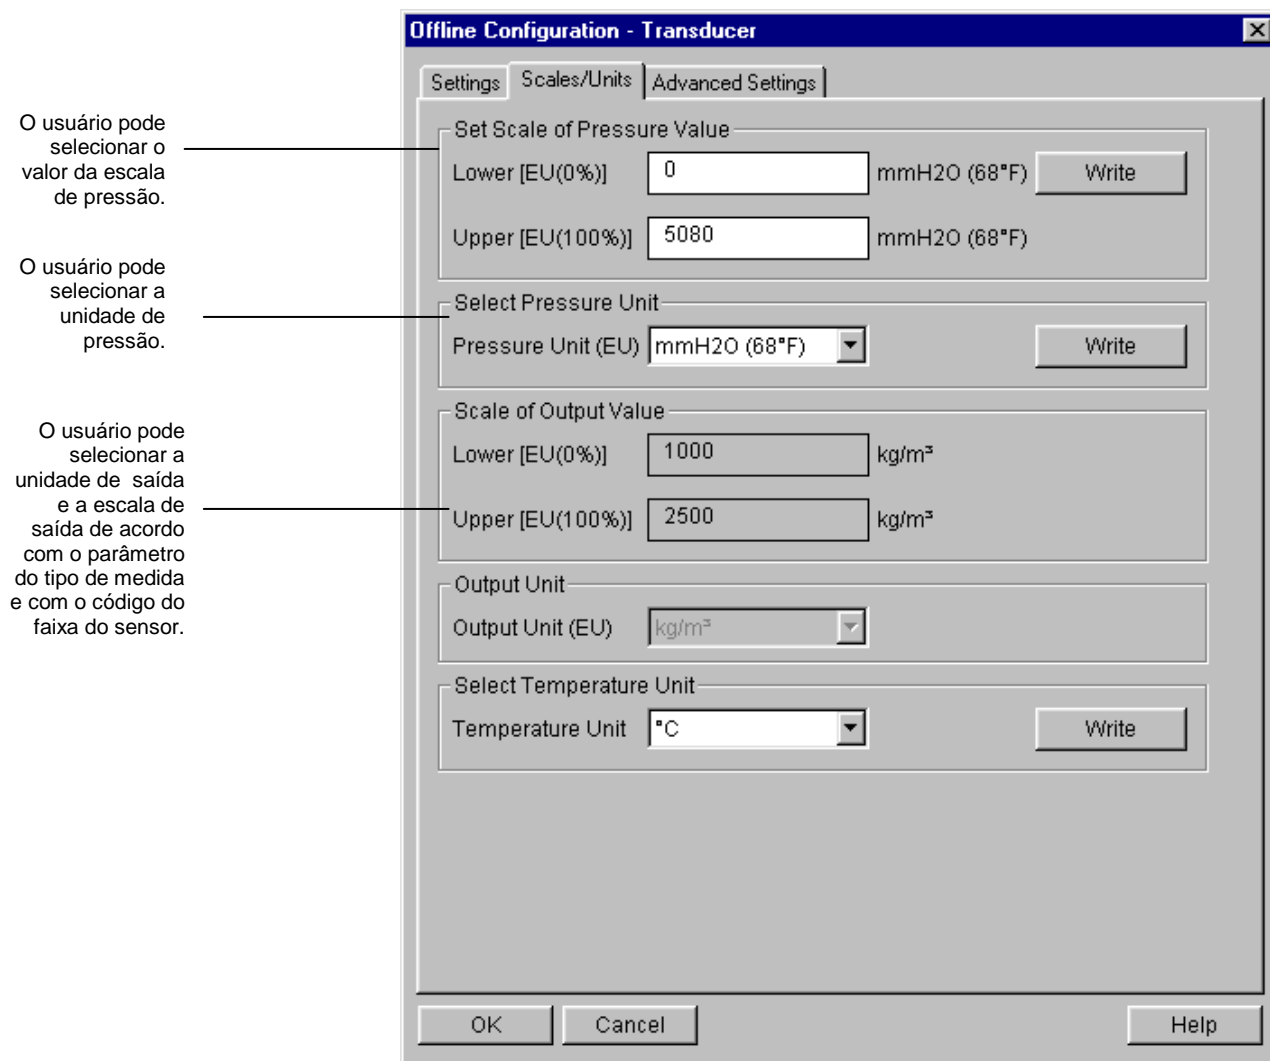 O usuário pode
selecionar o
valor da escala
de pressão.
O usuário pode
selecionar a
unidade de
pressão.
O usuário pode
selecionar a
unidade de saída
e a escala de
saída de acordo
com o parâmetro
do tipo de medida
e com o código do
faixa do sensor.
Offline Configuration - Transducer
Settings Scales/Units Advanced Settings
Set Scale of Pressure Value
Lower [EU(0%)] 0 mmH2O (68°F) Write
Upper [EU(100%)] 5080 mmH2O (68°F)
Select Pressure Unit
Pressure Unit (EU) mmH2O (68°F) Write
Scale of Output Value
Lower [EU(0%)] 1000 kg/m³
Upper [EU(100%)] 2500 kg/m³
Output Unit
Output Unit (EU) kg/m³
Select Temperature Unit
Temperature Unit °C Write
OK Cancel Help